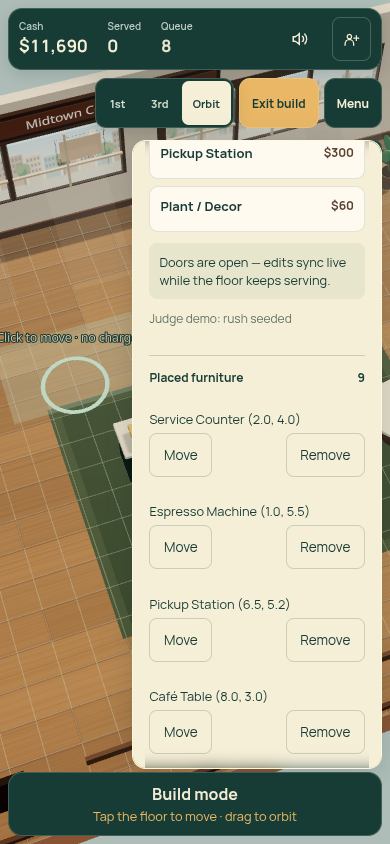 Cash
Served
Queue
$11,690
0
8
1st
3rd
Orbit
Exit build
Menu
Midtown
Pickup Station
$300
Plant / Decor
$60
Doors are open — edits sync live
while the floor keeps serving.
Judge demo: rush seeded
Click to move · no charg
Placed furniture
9
Service Counter (2.0, 4.0)
Move
Remove
Espresso Machine (1.0, 5.5)
Move
Remove
Pickup Station (6.5, 5.2)
Move
Remove
Café Table (8.0, 3.0)
Move
Remove
Build mode
Tap the floor to move · drag to orbit